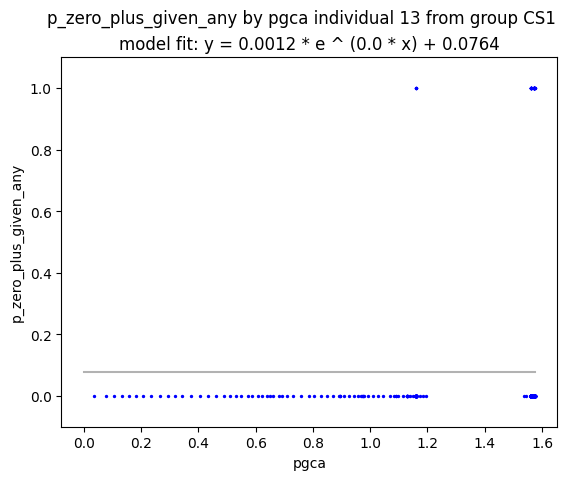 p_zero_plus_given_any by pgca individual 13 from group CS1
model fit: y = 0.0012 * e ^ (0.0 * x) + 0.0764
1.0
0.8
0.6
0.4
0.2
0.0
p_zero_plus_given_any
0.0 0.2 0.4 0.6 0.8 1.0 1.2 1.4 1.6
pgca